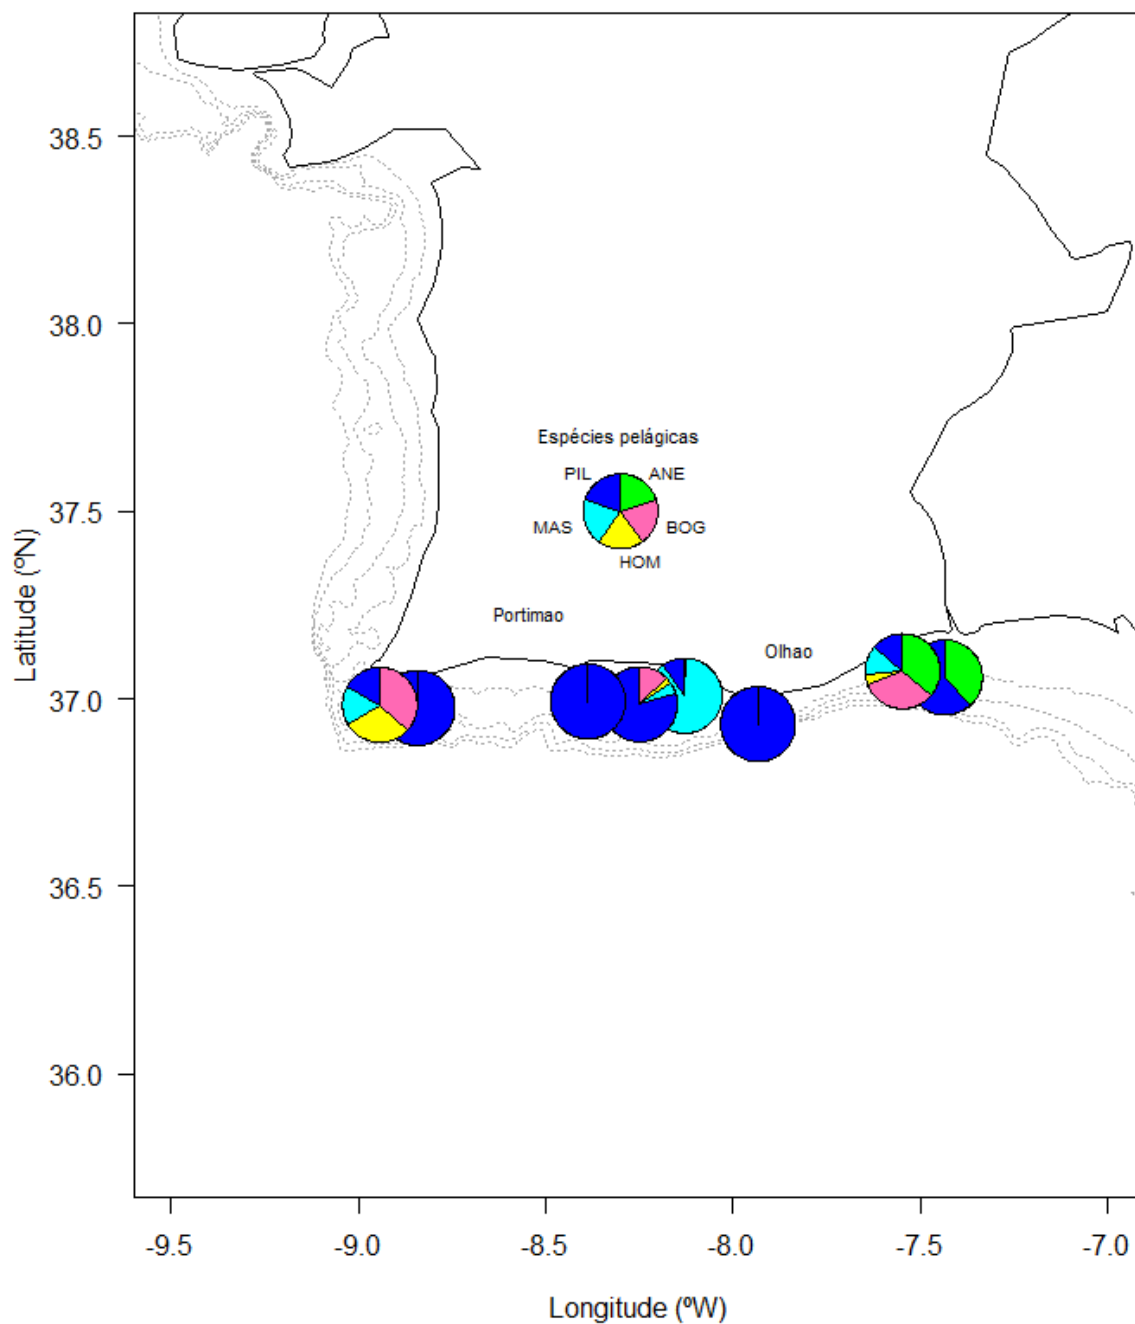 38.5
38.0
37.5
37.0
36.5
36.0
Latitude (ºN)
Espécies pelágicas
PIL
ANE
MAS
BOG
HOM
Portimao
Olhao
-9.5
-9.0
-8.5
-8.0
-7.5
-7.0
Longitude (ºW)